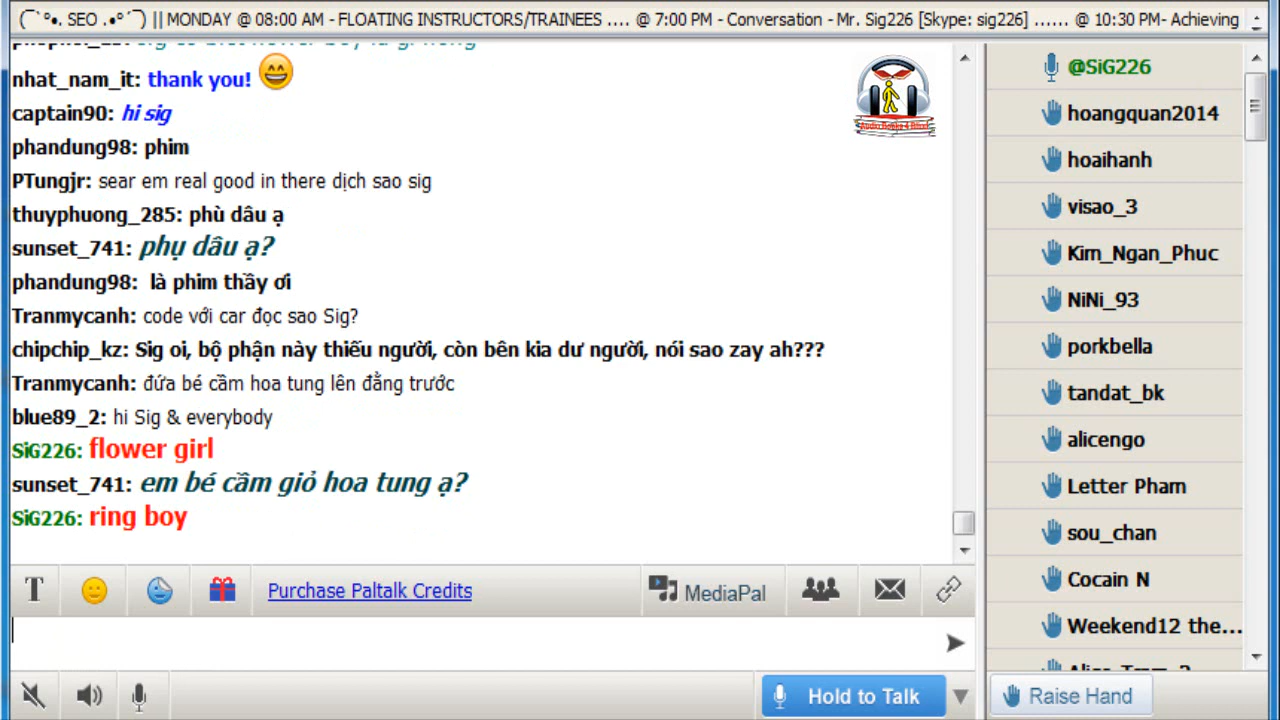 (¯`°•. SEO .•°´¯) || MONDAY @ 08:00 AM - FLOATING INSTRUCTORS/TRAINEES .... @ 7:00 PM - Conversation - Mr. Sig226 [Skype: sig226] ...... @ 10:30 PM- Achieving
nhat_nam_it: thank you!
captain90: hi sig
phandung98: phim
PTungjr: sear em real good in there dịch sao sig
thuyphuong_285: phù dâu ạ
sunset_741: phụ dâu ạ?
phandung98: là phim thầy ơi
Tranmycanh: code với car đọc sao Sig?
chipchip_kz: Sig oi, bộ phận này thiếu người, còn bên kia dư người, nói sao zay ah???
Tranmycanh: đứa bé cầm hoa tung lên đằng trước
blue89_2: hi Sig & everybody
SiG226: flower girl
sunset_741: em bé cầm giỏ hoa tung ạ?
SiG226: ring boy
T
Purchase Paltalk Credits
MediaPal
Hold to Talk
@SiG226
hoangquan2014
hoaihanh
visao_3
Kim_Ngan_Phuc
NiNi_93
porkbella
tandat_bk
alicengo
Letter Pham
sou_chan
Cocain N
Weekend12 the...
Raise Hand